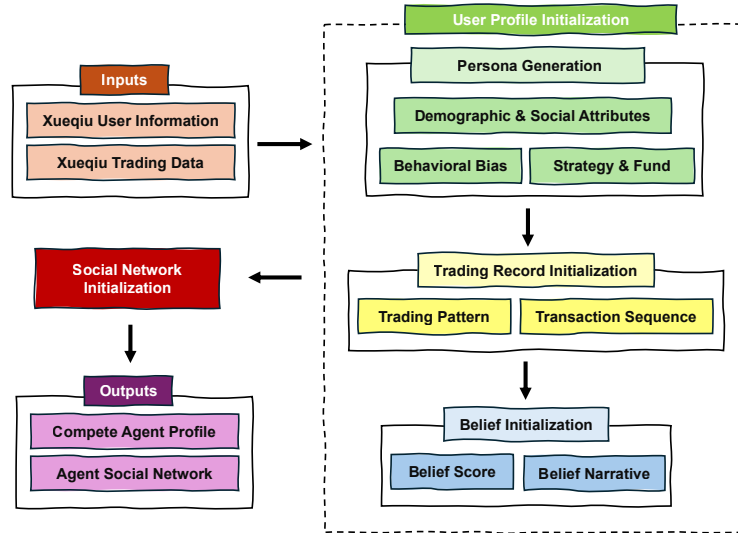 User Profile Initialization
Inputs
Xueqiu User Information
Xueqiu Trading Data
Persona Generation
Demographic & Social Attributes
Behavioral Bias
Strategy & Fund
Trading Record Initialization
Trading Pattern
Transaction Sequence
Belief Initialization
Belief Score
Belief Narrative
Social Network
Initialization
Outputs
Compete Agent Profile
Agent Social Network